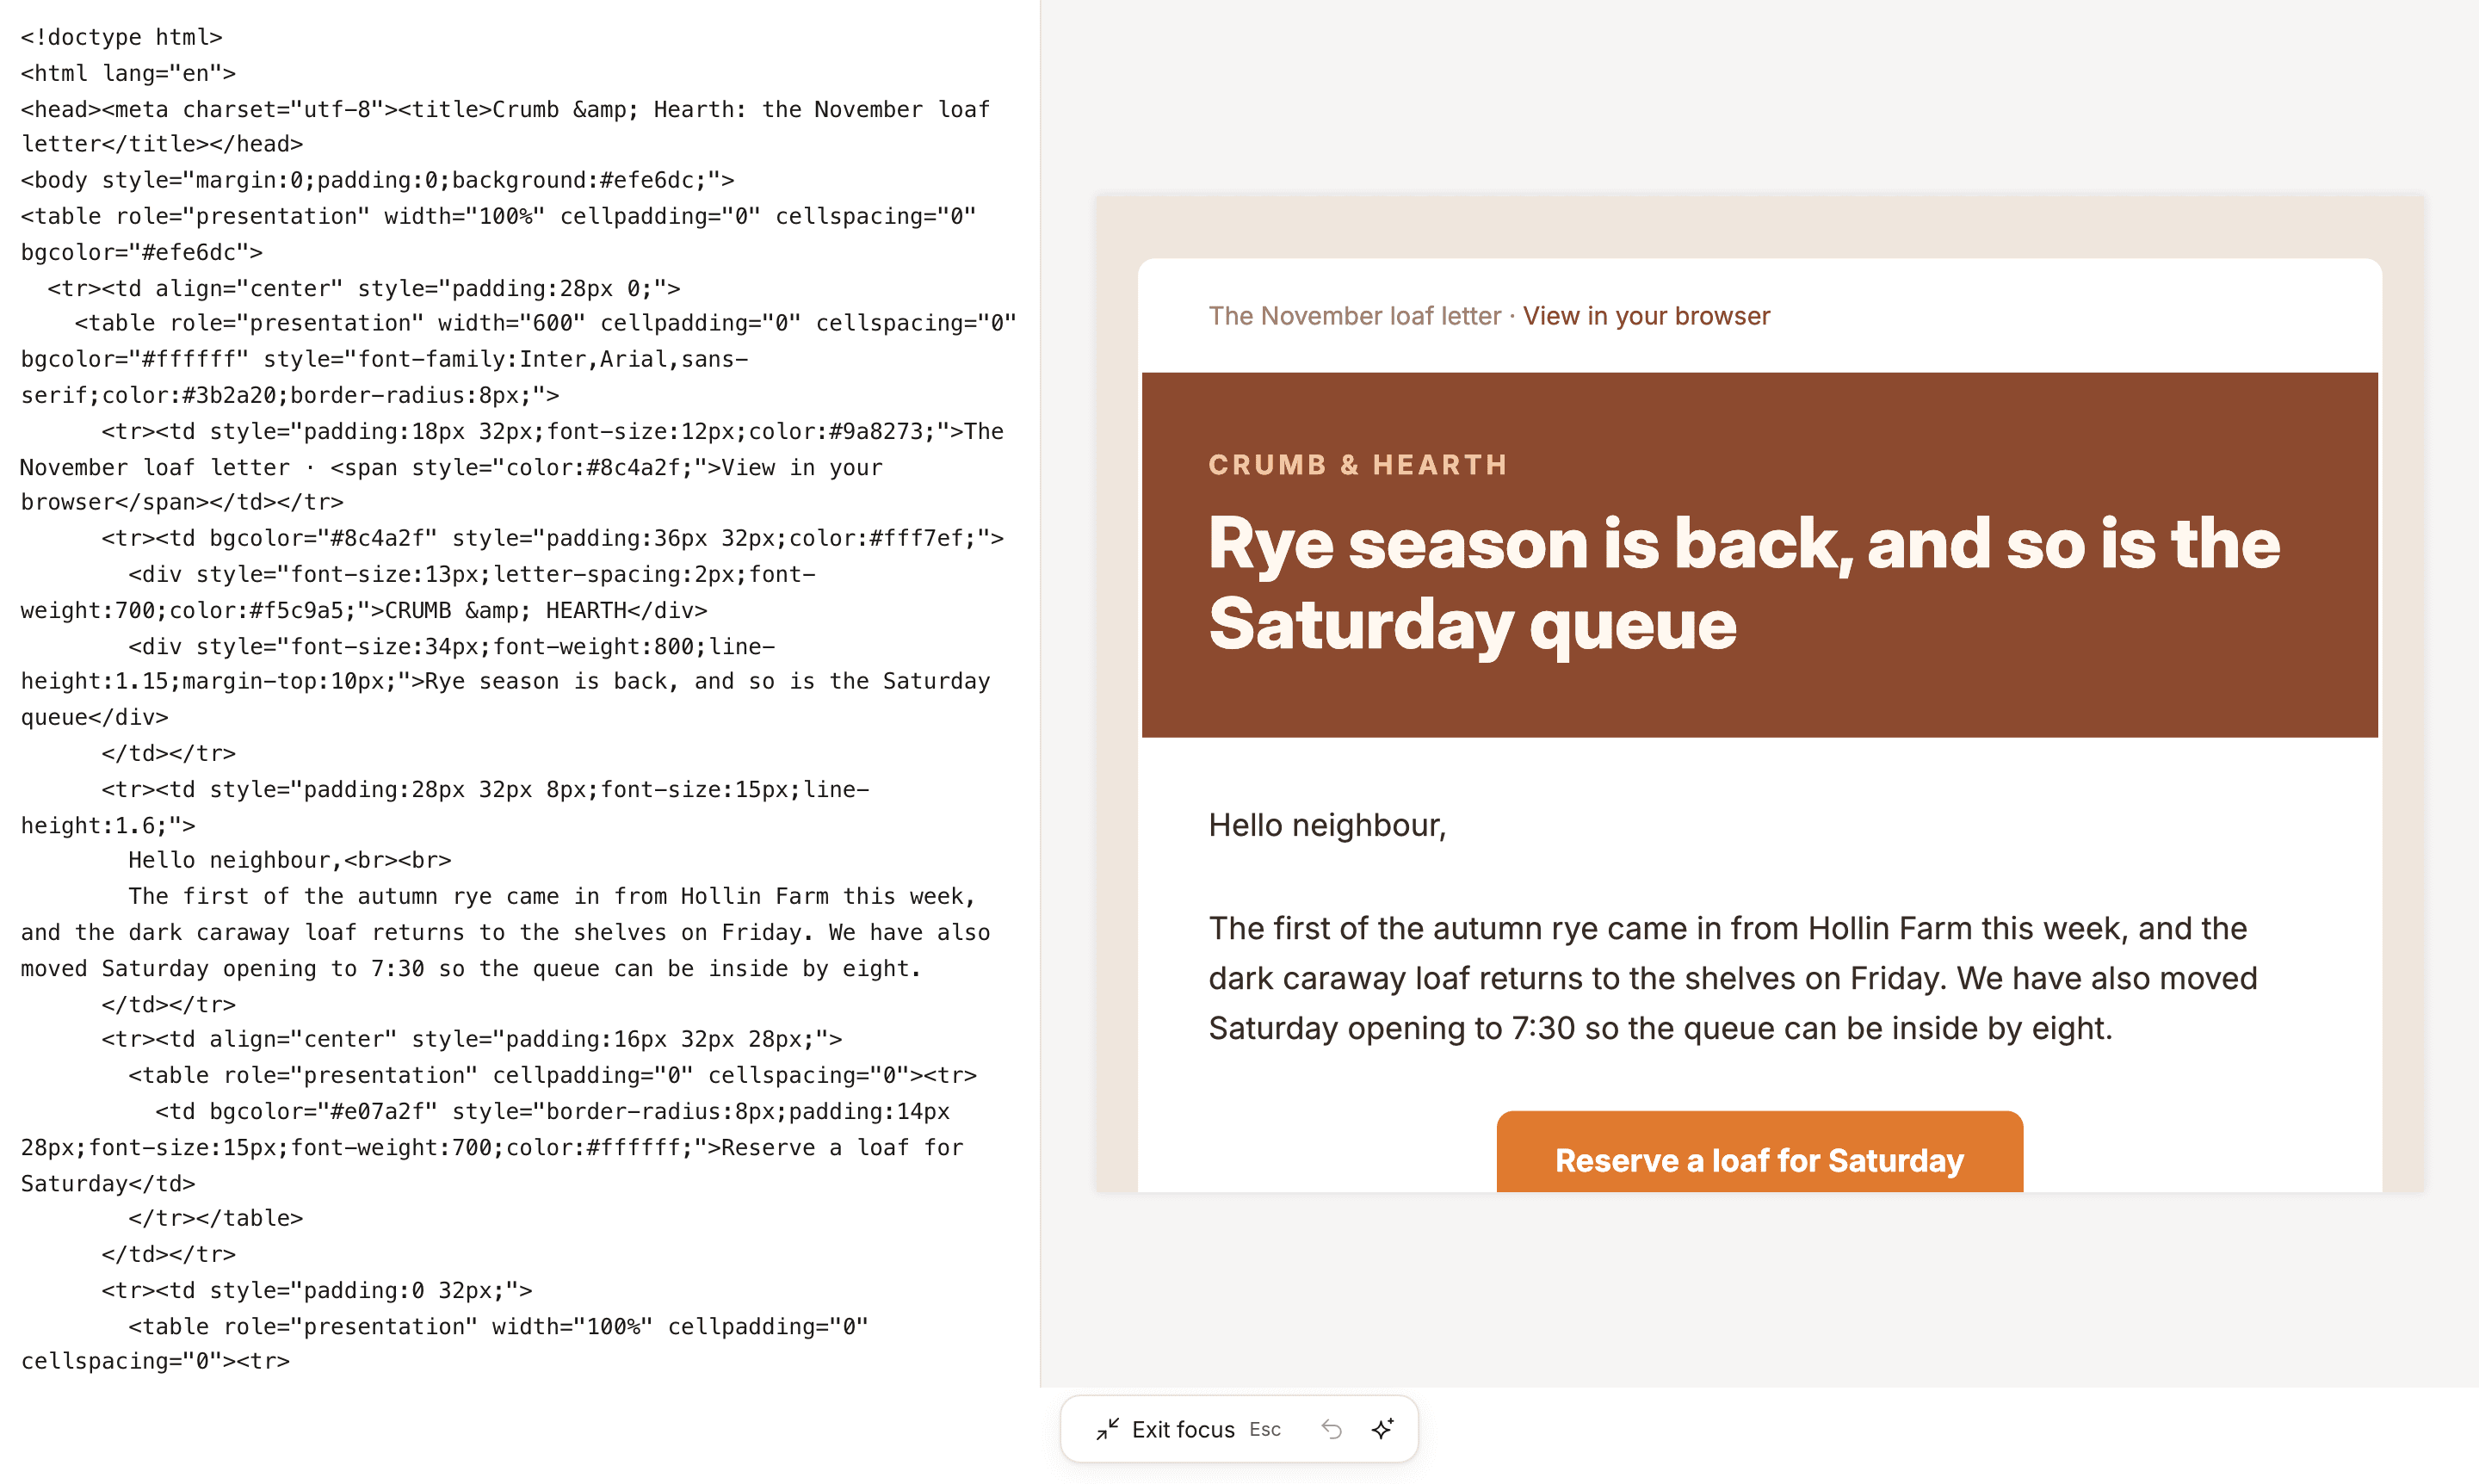 <!doctype html>
<html lang="en">
<head><meta charset="utf-8"><title>Crumb &amp; Hearth: the November loaf
letter</title></head>
<body style="margin:0;padding:0;background:#efe6dc;">
<table role="presentation" width="100%" cellpadding="0" cellspacing="0"
bgcolor="#efe6dc">
  <tr><td align="center" style="padding:28px 0;">
    <table role="presentation" width="600" cellpadding="0" cellspacing="0"
bgcolor="#ffffff" style="font-family:Inter,Arial,sans-
serif;color:#3b2a20;border-radius:8px;">
      <tr><td style="padding:18px 32px;font-size:12px;color:#9a8273;">The
November loaf letter · <span style="color:#8c4a2f;">View in your
browser</span></td></tr>
      <tr><td bgcolor="#8c4a2f" style="padding:36px 32px;color:#fff7ef;">
        <div style="font-size:13px;letter-spacing:2px;font-
weight:700;color:#f5c9a5;">CRUMB &amp; HEARTH</div>
        <div style="font-size:34px;font-weight:800;line-
height:1.15;margin-top:10px;">Rye season is back, and so is the Saturday
queue</div>
      </td></tr>
      <tr><td style="padding:28px 32px 8px;font-size:15px;line-
height:1.6;">
        Hello neighbour,<br><br>
        The first of the autumn rye came in from Hollin Farm this week,
and the dark caraway loaf returns to the shelves on Friday. We have also
moved Saturday opening to 7:30 so the queue can be inside by eight.
      </td></tr>
      <tr><td align="center" style="padding:16px 32px 28px;">
        <table role="presentation" cellpadding="0" cellspacing="0"><tr>
          <td bgcolor="#e07a2f" style="border-radius:8px;padding:14px
28px;font-size:15px;font-weight:700;color:#ffffff;">Reserve a loaf for
Saturday</td>
        </tr></table>
      </td></tr>
      <tr><td style="padding:0 32px;">
        <table role="presentation" width="100%" cellpadding="0"
cellspacing="0"><tr>
The November loaf letter · View in your browser
CRUMB & HEARTH
Rye season is back, and so is the
Saturday queue
Hello neighbour,
The first of the autumn rye came in from Hollin Farm this week, and the
dark caraway loaf returns to the shelves on Friday. We have also moved
Saturday opening to 7:30 so the queue can be inside by eight.
Reserve a loaf for Saturday
Exit focus Esc